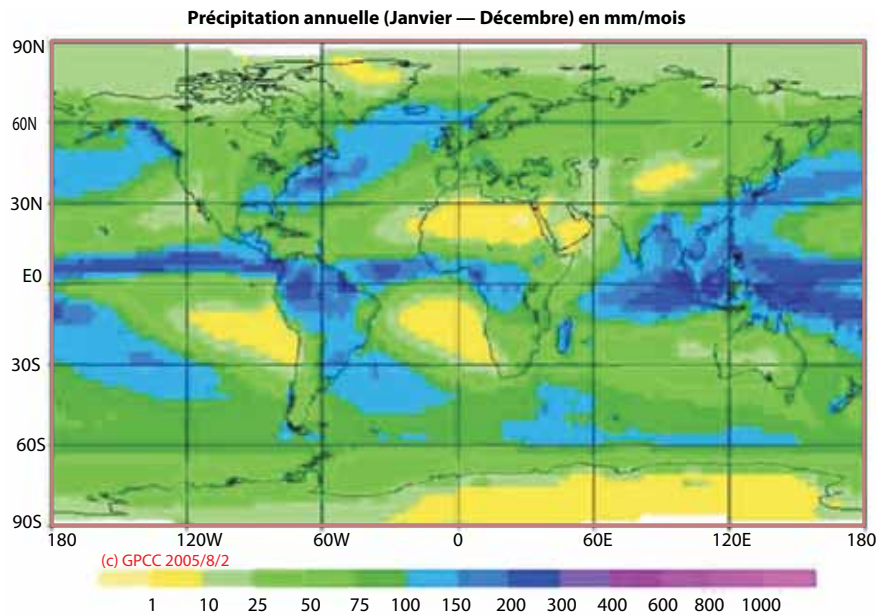 Précipitation annuelle (Janvier — Décembre) en mm/mois
90N
60N
30N
E0
30S
60S
90S
180 120W 60W 0 60E 120E 180
(c) GPCC 2005/8/2
1 10 25 50 75 100 150 200 300 400 600 800 1000